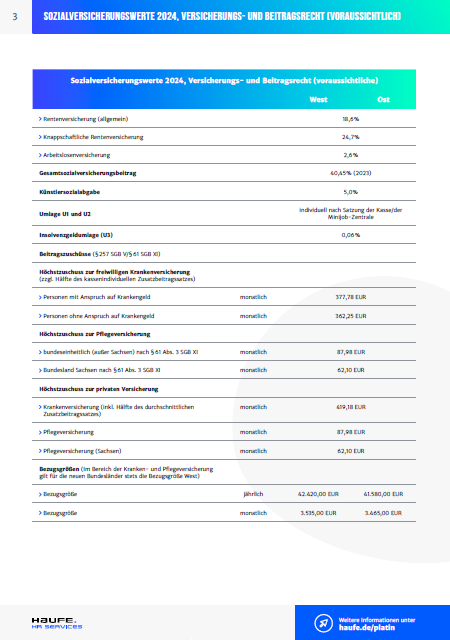 3 SOZIALVERSICHERUNGSWERTE 2024, VERSICHERUNGS- UND BEITRAGSRECHT (VORAUSSICHTLICH)
Sozialversicherungswerte 2024, Versicherungs- und Beitragsrecht (voraussichtliche)
West Ost
Rentenversicherung (allgemein) 18,6%
Knappschaftliche Rentenversicherung 24,7%
Arbeitslosenversicherung 2,6%
Gesamtsozialversicherungsbeitrag 40,45% (2023)
Künstlersozialabgabe 5,0%
Umlage U1 und U2 Individuell nach Satzung der Kasse/der
Minijob-Zentrale
Insolvenzgeldumlage (U3) 0,06%
Beitragszuschüsse (§ 257 SGB V/§ 61 SGB XI)
Höchstzuschuss zur freiwilligen Krankenversicherung
(zzgl. Hälfte des kassenindividuellen Zusatzbeitragssatzes)
Personen mit Anspruch auf Krankengeld monatlich 377,78 EUR
Personen ohne Anspruch auf Krankengeld monatlich 362,25 EUR
Höchstzuschuss zur Pflegeversicherung
bundeseinheitlich (außer Sachsen) nach § 61 Abs. 3 SGB XI monatlich 87,98 EUR
Bundesland Sachsen nach § 61 Abs. 3 SGB XI monatlich 62,10 EUR
Höchstzuschuss zur privaten Versicherung
Krankenversicherung (inkl. Hälfte des durchschnittlichen
Zusatzbeitragssatzes) monatlich 419,18 EUR
Pflegeversicherung monatlich 87,98 EUR
Pflegeversicherung (Sachsen) monatlich 62,10 EUR
Bezugsgrößen (im Bereich der Kranken- und Pflegeversicherung
gilt für die neuen Bundesländer stets die Bezugsgröße West)
Bezugsgröße jährlich 42.420,00 EUR 41.580,00 EUR
Bezugsgröße monatlich 3.535,00 EUR 3.465,00 EUR
HAUFE.
HR SERVICES
Weitere Informationen unter
haufe.de/platin